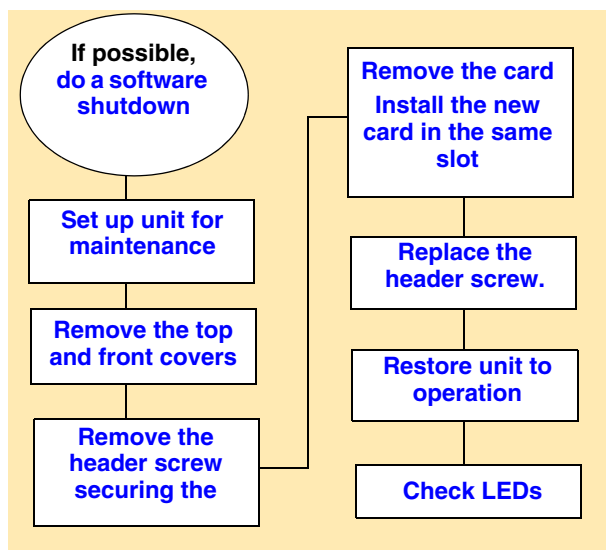 If possible,
do a software
shutdown
Set up unit for
maintenance
Remove the top
and front covers
Remove the
header screw
securing the
Remove the card
Install the new
card in the same
slot
Replace the
header screw.
Restore unit to
operation
Check LEDs